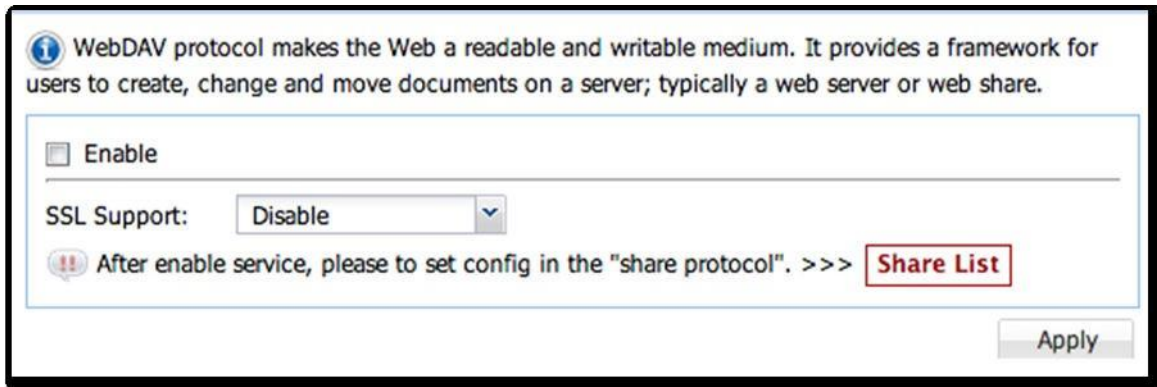 WebDAV protocol makes the Web a readable and writable medium. It provides a framework for
users to create, change and move documents on a server; typically a web server or web share.
Enable
SSL Support: Disable
!! After enable service, please to set config in the "share protocol". >>> Share List
Apply